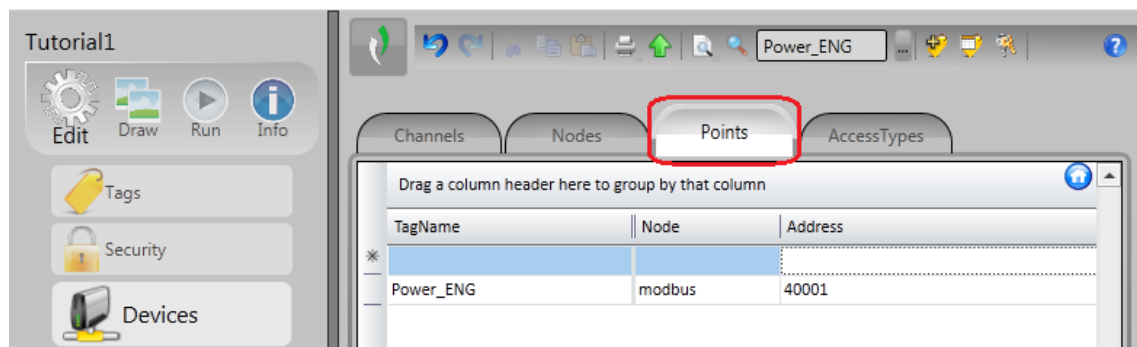 Tutorial1
Edit Draw Run Info
Tags
Security
Devices
Power_ENG ...
Channels Nodes Points AccessTypes
Drag a column header here to group by that column
TagName Node Address
Power_ENG modbus 40001